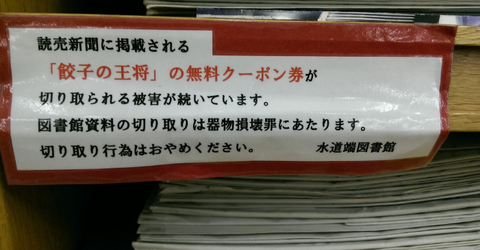 読売新聞に掲載される
「餃子の王将」の無料クーポン券が
切り取られる被害が続いています。
図書館資料の切り取りは器物損壊罪にあたります。
切り取り行為はおやめください。 水道端図書館